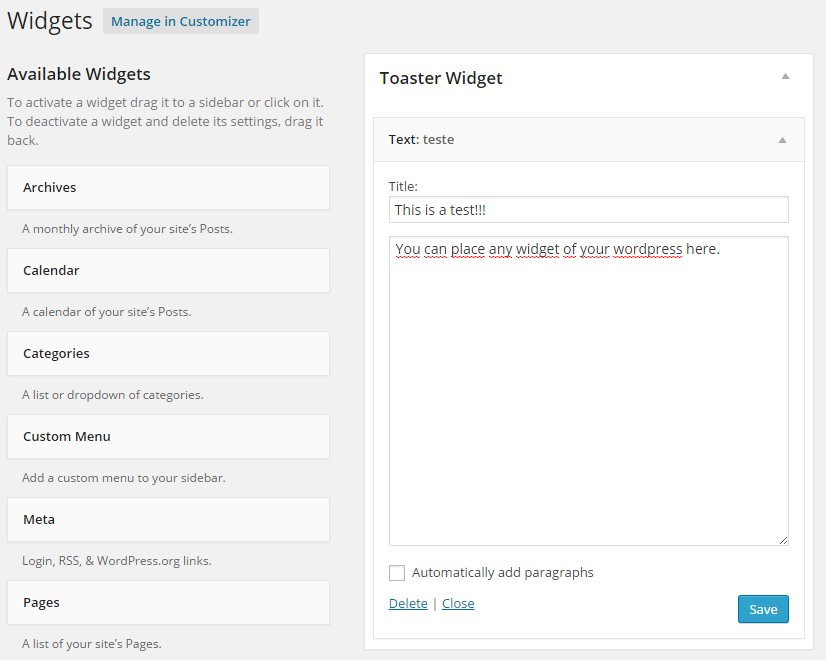 Widgets Manage in Customizer
Available Widgets
To activate a widget drag it to a sidebar or click on it.
To deactivate a widget and delete its settings, drag it
back.
Archives
A monthly archive of your site's Posts.
Calendar
A calendar of your site's Posts.
Categories
A list or dropdown of categories.
Custom Menu
Add a custom menu to your sidebar.
Meta
Login, RSS, & WordPress.org links.
Pages
A list of your site's Pages.
Toaster Widget
Text: teste
Title:
This is a test!!!
You can place any widget of your wordpress here.
Automatically add paragraphs
Delete | Close
Save